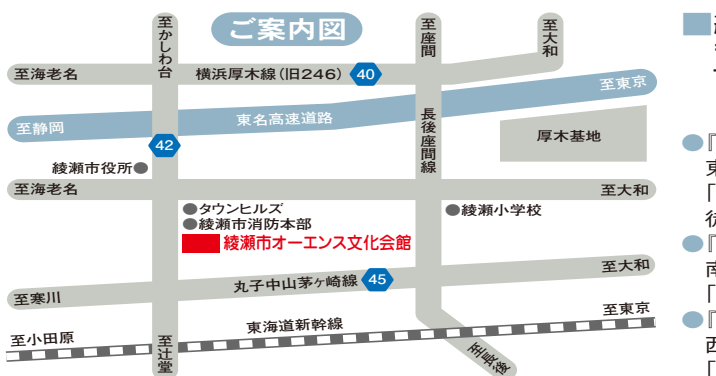 ご案内図
至かしわ台
至座間
至大和
至海老名
横浜厚木線(旧246) 40
至東京
至静岡
東名高速道路
長後座間線
厚木基地
42
綾瀬市役所
至海老名
至大和
タウンヒルズ
綾瀬市消防本部
綾瀬小学校
綾瀬市オーエンス文化会館
至大和
丸子中山茅ヶ崎線 45
至寒川
至東京
東海道新幹線
至小田原
至辻堂
至長後
『
東
「
『
南
「
『
西
「